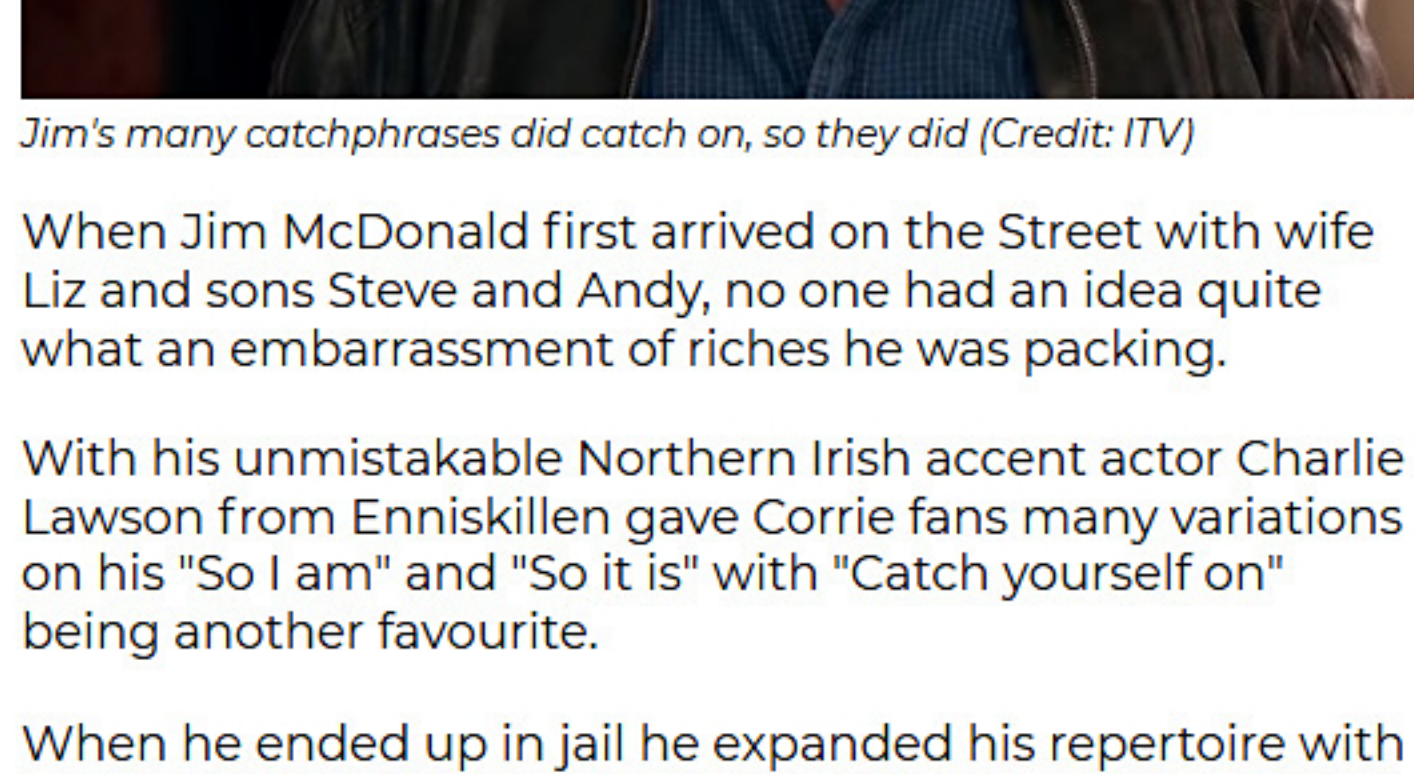 Jim's many catchphrases did catch on, so they did (Credit: ITV)
When Jim McDonald first arrived on the Street with wife
Liz and sons Steve and Andy, no one had an idea quite
what an embarrassment of riches he was packing.
With his unmistakable Northern Irish accent actor Charlie
Lawson from Enniskillen gave Corrie fans many variations
on his "So I am" and "So it is" with "Catch yourself on"
being another favourite.
When he ended up in jail he expanded his repertoire with